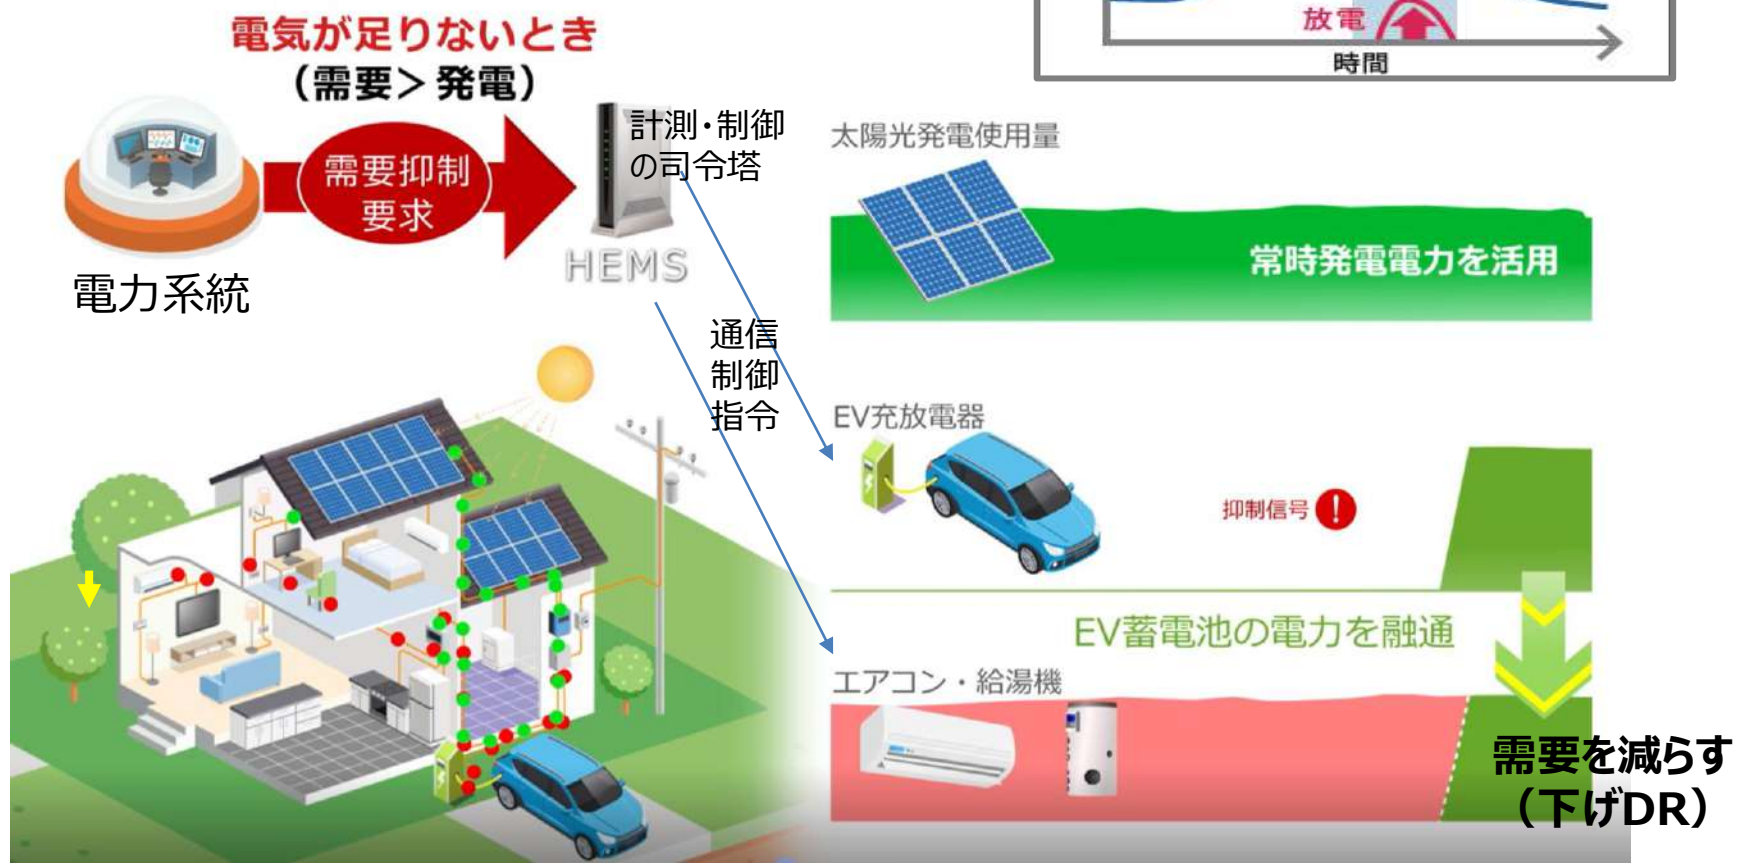 電気が足りないとき
（需要＞発電）
放電
時間
需要抑制
要求
計測・制御
の司令塔
HEMS
電力系統
太陽光発電使用量
常時発電電力を活用
通信
制御
指令
EV充放電器
抑制信号
!
EV蓄電池の電力を融通
エアコン・給湯機
需要を減らす
（下げDR）